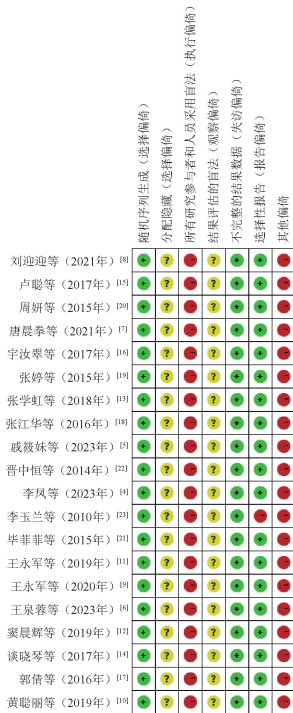 随机序列生成（选择偏倚）
分配隐藏（选择偏倚）
所有研究参与者和人员采用盲法（执行偏倚）
结果评估的盲法（观察偏倚）
不完整的结果数据（失访偏倚）
选择性报告（报告偏倚）
其他偏倚
刘迎迎等（2021年）[8] + ? - ? + + -
卢聪等（2017年）[15] + ? - ? + + -
周妍等（2015年）[20] + ? - ? + + -
唐晨拳等（2021年）[7] + ? - ? + + -
宇汝翠等（2017年）[16] + ? - ? + + -
张婷等（2015年）[19] + ? - ? + + -
张学虹等（2018年）[13] + ? - ? + + -
张江华等（2016年）[18] + ? - ? + + -
戚筱妹等（2023年）[5] + ? - ? + + -
晋中恒等（2014年）[22] + ? - ? + + -
李凤等（2023年）[4] + ? - ? + + -
李玉兰等（2010年）[23] + ? - ? + - -
毕菲菲等（2015年）[21] + ? - ? + + -
王永军等（2019年）[11] + ? - ? + + -
王永军等（2020年）[9] + ? - ? + + -
王泉蓉等（2023年）[6] + ? - ? + + -
窦晨辉等（2019年）[12] + ? - ? + + -
谈晓琴等（2017年）[14] + ? - ? + + -
郭倩等（2016年）[17] + ? - ? + + -
黄聪丽等（2019年）[10] + ? - ? + + -